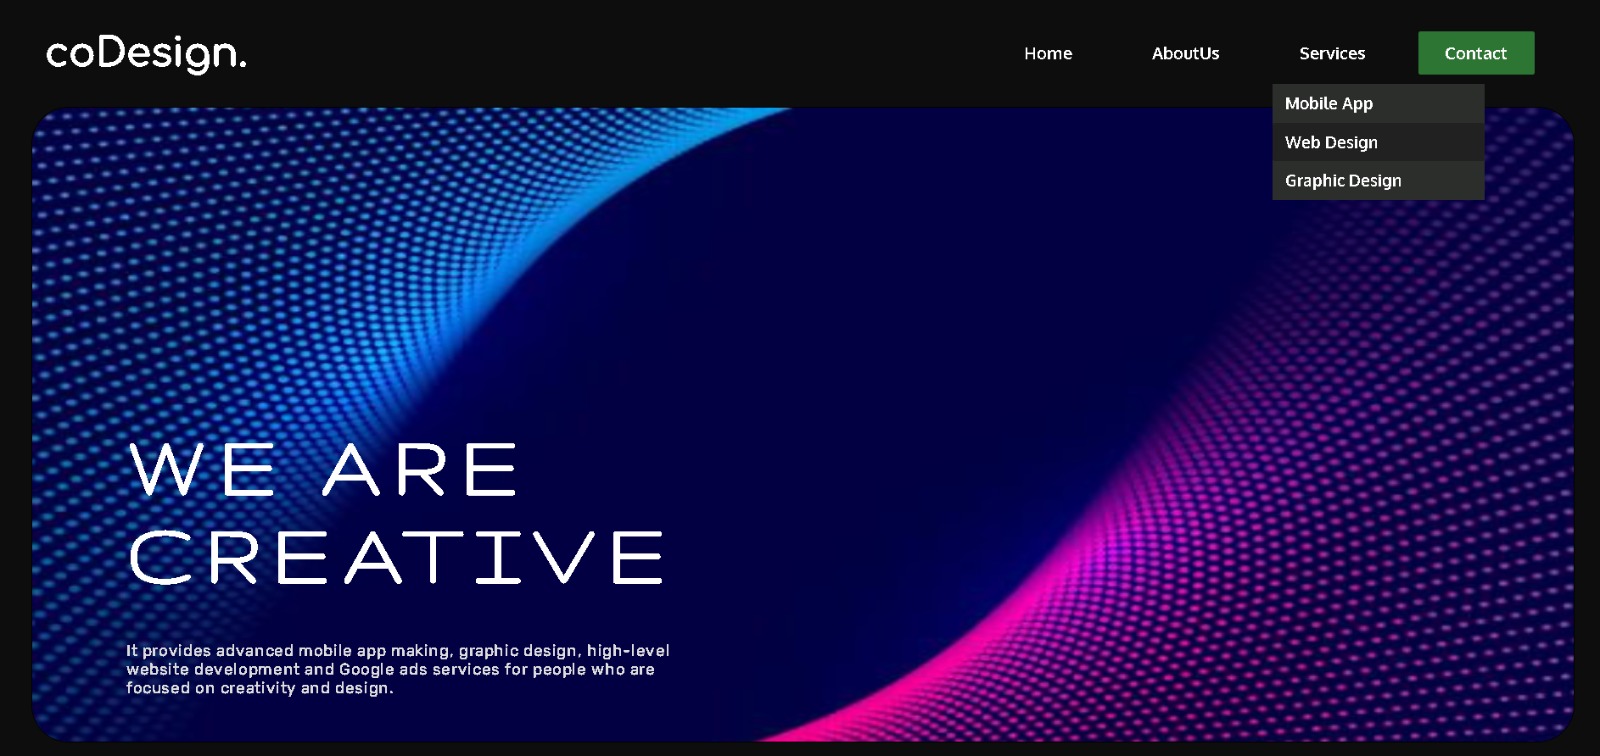 coDesign.
Home
AboutUs
Services
Contact
Mobile App
Web Design
Graphic Design
WE ARE
CREATIVE
It provides advanced mobile app making, graphic design, high-level
website development and Google ads services for people who are
focused on creativity and design.